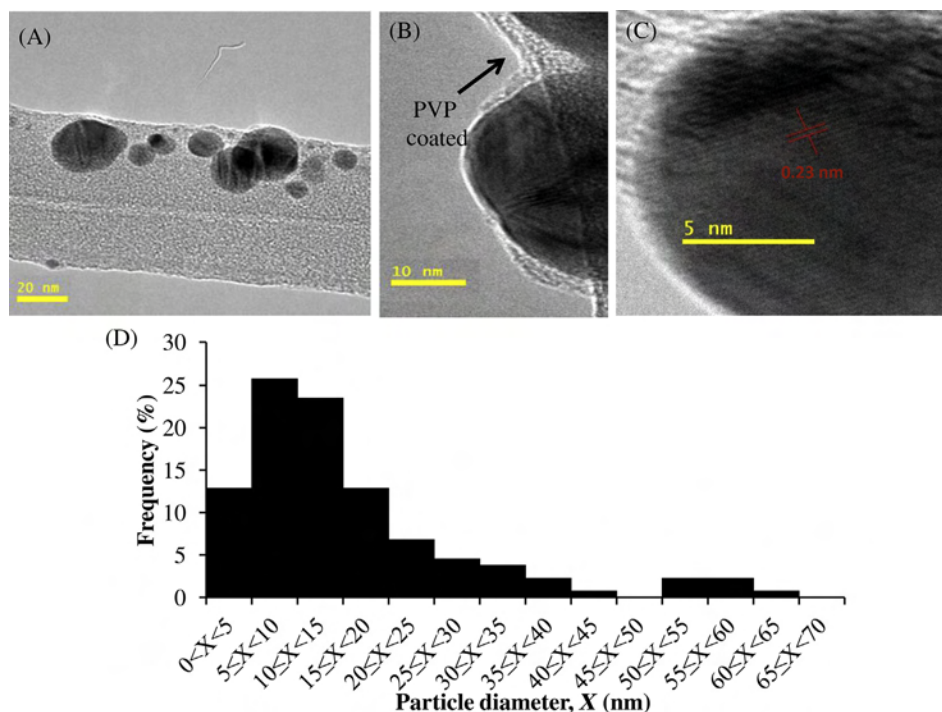 (A)
20 nm
(B)
PVP
coated
10 nm
(C)
0.23 nm
5 nm
(D)
Frequency (%)
30
25
20
15
10
5
0
0<X<5
5≤X<10
10≤X<15
15≤X<20
20≤X<25
25≤X<30
30≤X<35
35≤X<40
40≤X<45
45≤X<50
50≤X<55
55≤X<60
60≤X<65
65≤X<70
Particle diameter, X (nm)